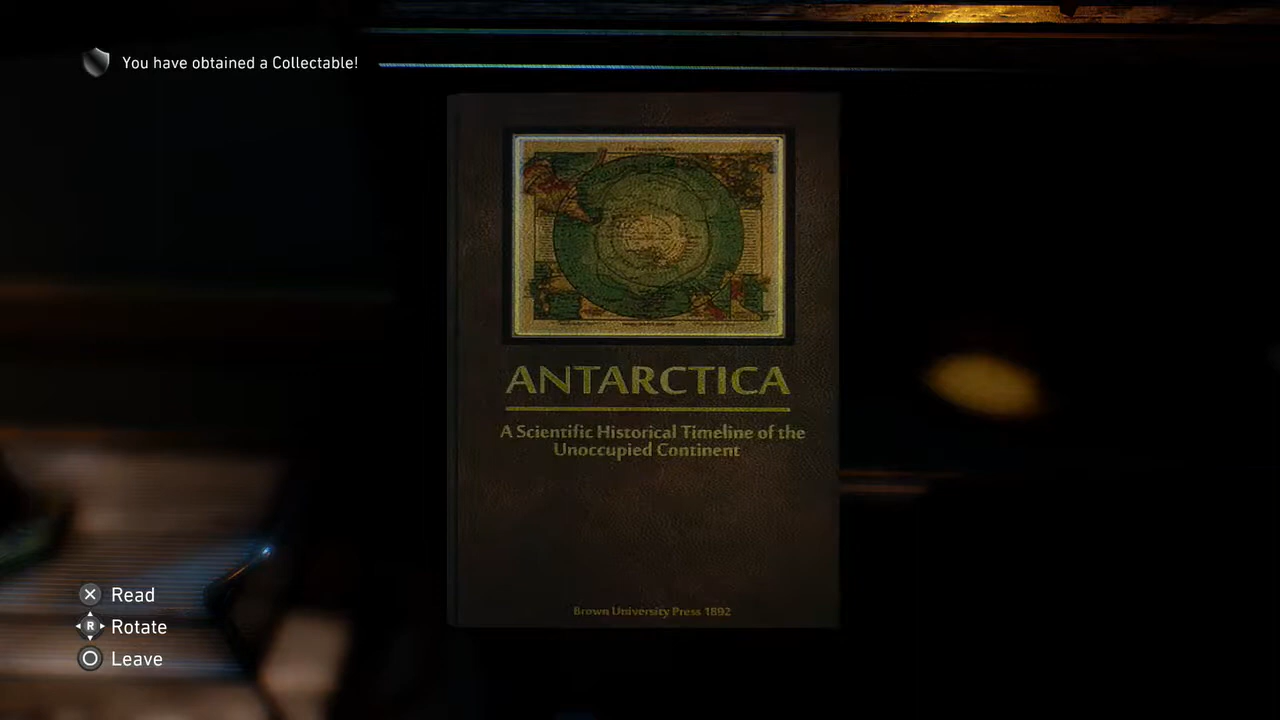 You have obtained a Collectable!
ANTARCTICA
A Scientific Historical Timeline of the
Unoccupied Continent
Brown University Press 1892
Read
R
Rotate
Leave